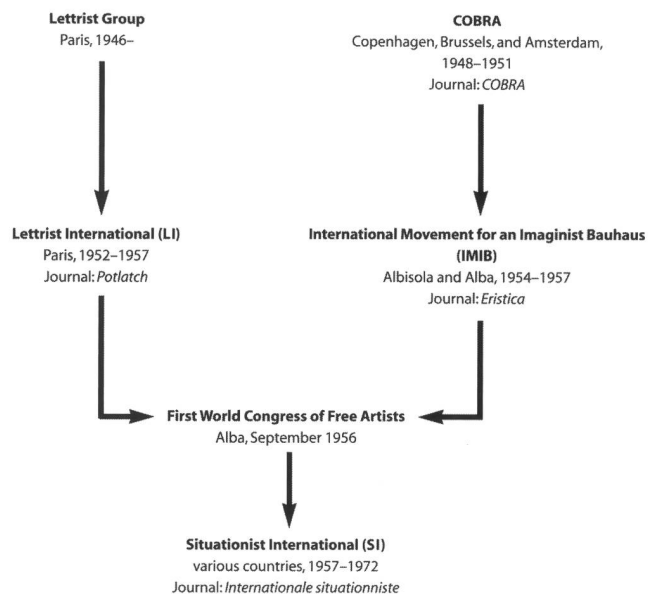 Lettrist Group
Paris, 1946–
COBRA
Copenhagen, Brussels, and Amsterdam,
1948–1951
Journal: COBRA
Lettrist International (LI)
Paris, 1952–1957
Journal: Potlatch
International Movement for an Imaginist Bauhaus
(IMIB)
Albisola and Alba, 1954–1957
Journal: Eristica
First World Congress of Free Artists
Alba, September 1956
Situationist International (SI)
various countries, 1957–1972
Journal: Internationale situationniste